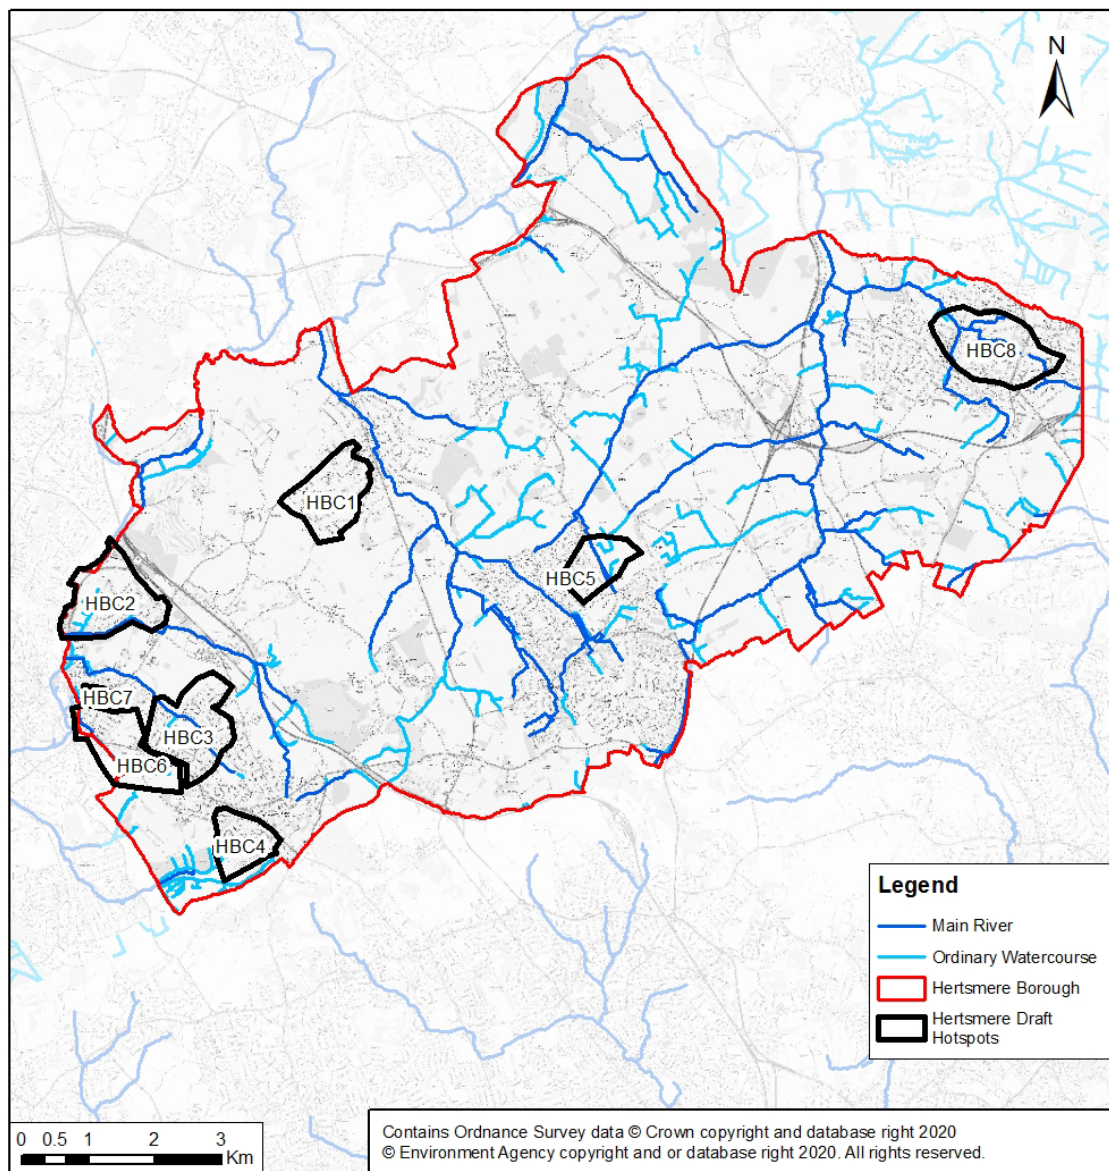 N
HBC8
HBC1
HBC5
HBC2
HBC7
HBC3
HBC6
HBC4
Legend
Main River
Ordinary Watercourse
Hertsmere Borough
Hertsmere Draft
Hotspots
0 0.5 1 2 3
Km
Contains Ordnance Survey data © Crown copyright and database right 2020
© Environment Agency copyright and or database right 2020. All rights reserved.